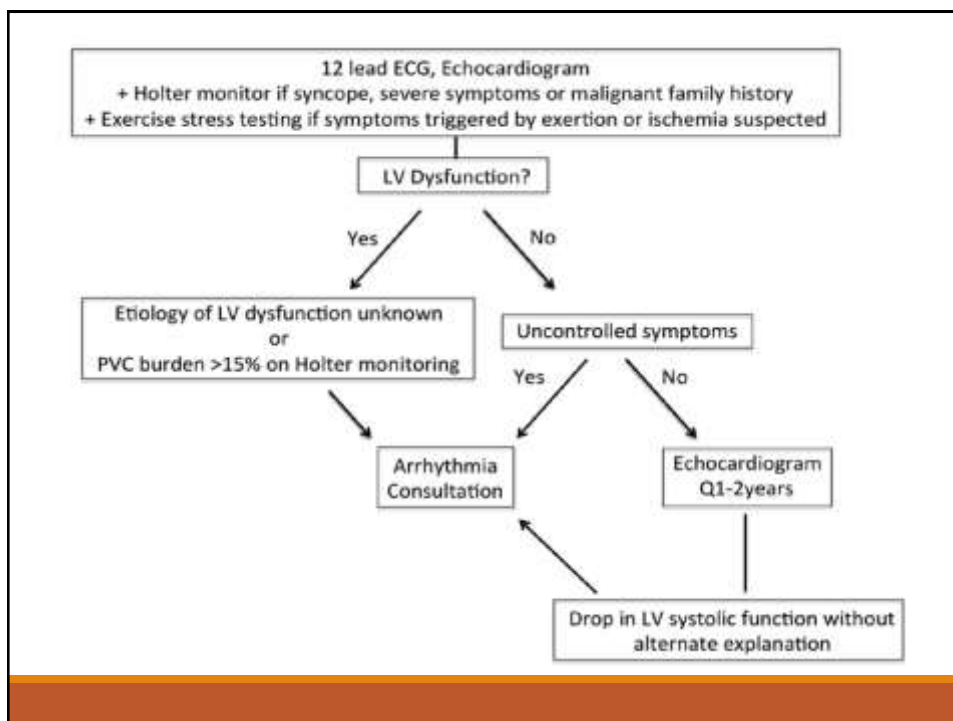 12 lead ECG, Echocardiogram
+ Holter monitor if syncope, severe symptoms or malignant family history
+ Exercise stress testing if symptoms triggered by exertion or ischemia suspected
LV Dysfunction?
Yes
No
Etiology of LV dysfunction unknown
or
PVC burden >15% on Holter monitoring
Uncontrolled symptoms
Yes
No
Arrhythmia
Consultation
Echocardiogram
Q1-2years
Drop in LV systolic function without
alternate explanation